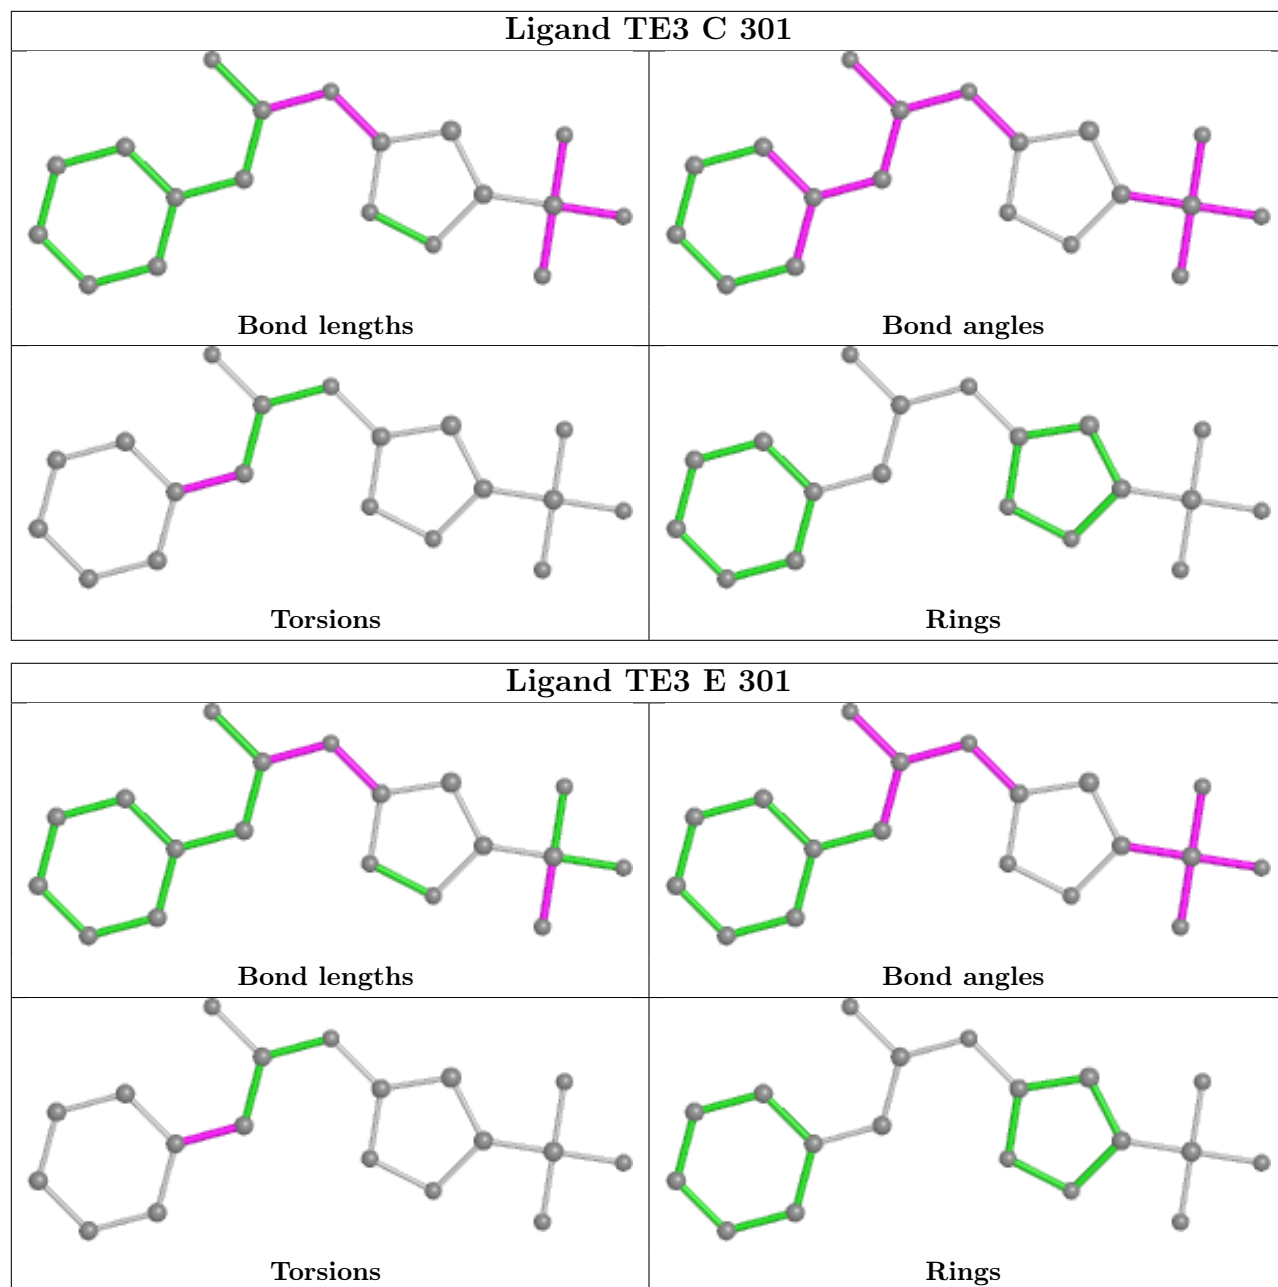 Ligand TE3 C 301
Bond lengths
Bond angles
Torsions
Rings
Ligand TE3 E 301
Bond lengths
Bond angles
Torsions
Rings